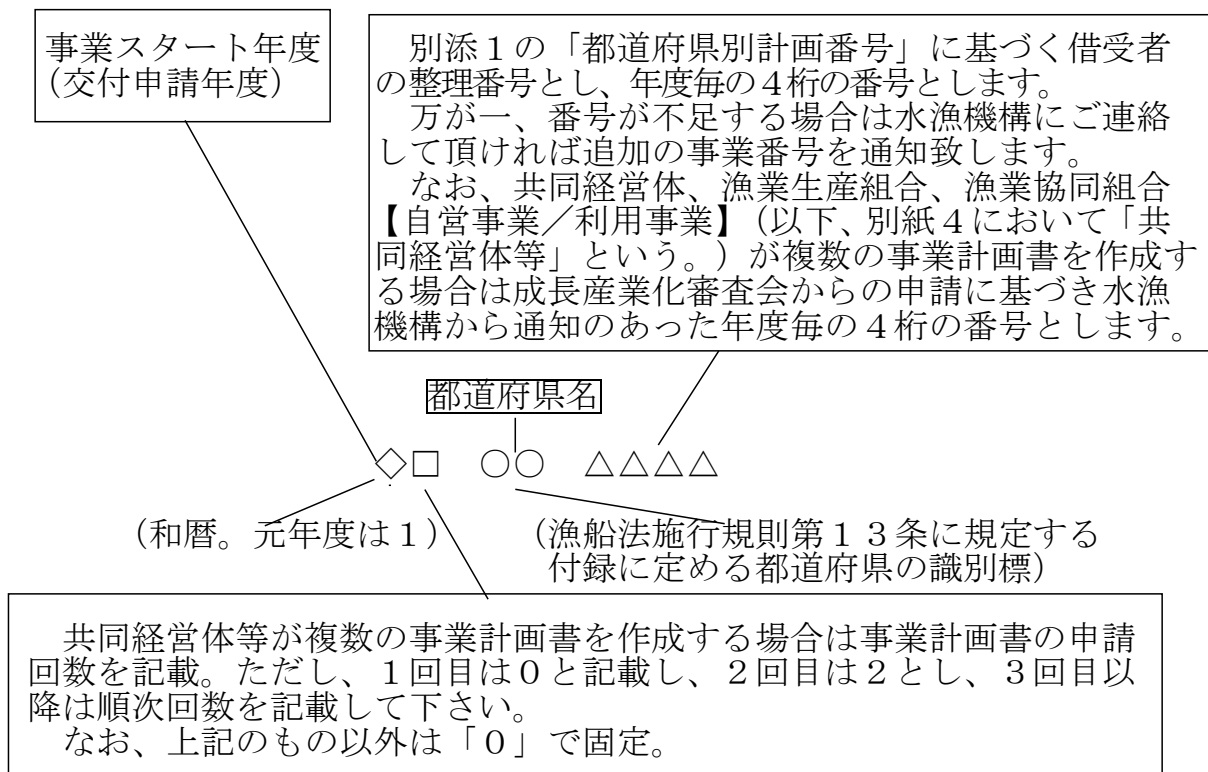 事業スタート年度
（交付申請年度）
　別添１の「都道府県別計画番号」に基づく借受者
の整理番号とし、年度毎の４桁の番号とします。
　万が一、番号が不足する場合は水漁機構にご連絡
して頂ければ追加の事業番号を通知致します。
　なお、共同経営体、漁業生産組合、漁業協同組合
【自営事業／利用事業】（以下、別紙４において「共
同経営体等」という。）が複数の事業計画書を作成す
る場合は成長産業化審査会からの申請に基づき水漁
機構から通知のあった年度毎の４桁の番号とします。
都道府県名
◇□　○○　△△△△
（和暦。元年度は１）
（漁船法施行規則第１３条に規定する
付録に定める都道府県の識別標）
　共同経営体等が複数の事業計画書を作成する場合は事業計画書の申請
回数を記載。ただし、１回目は０と記載し、２回目は２とし、３回目以
降は順次回数を記載して下さい。
　なお、上記のもの以外は「０」で固定。